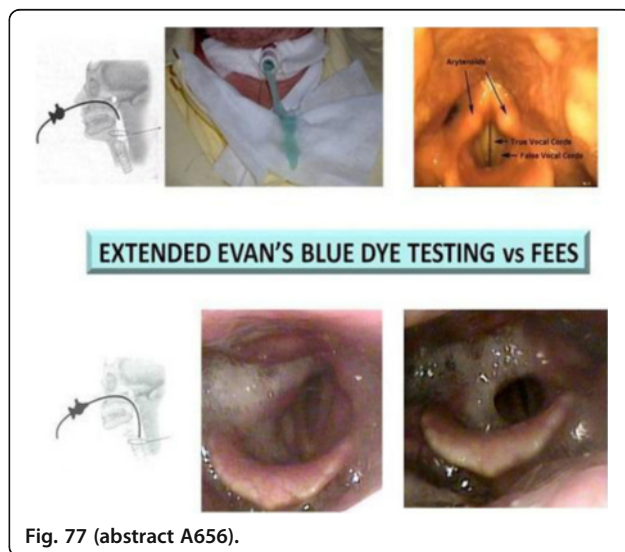 Arytenoids
True Vocal Cords
False Vocal Cords
EXTENDED EVAN'S BLUE DYE TESTING vs FEES
Fig. 77 (abstract A656).